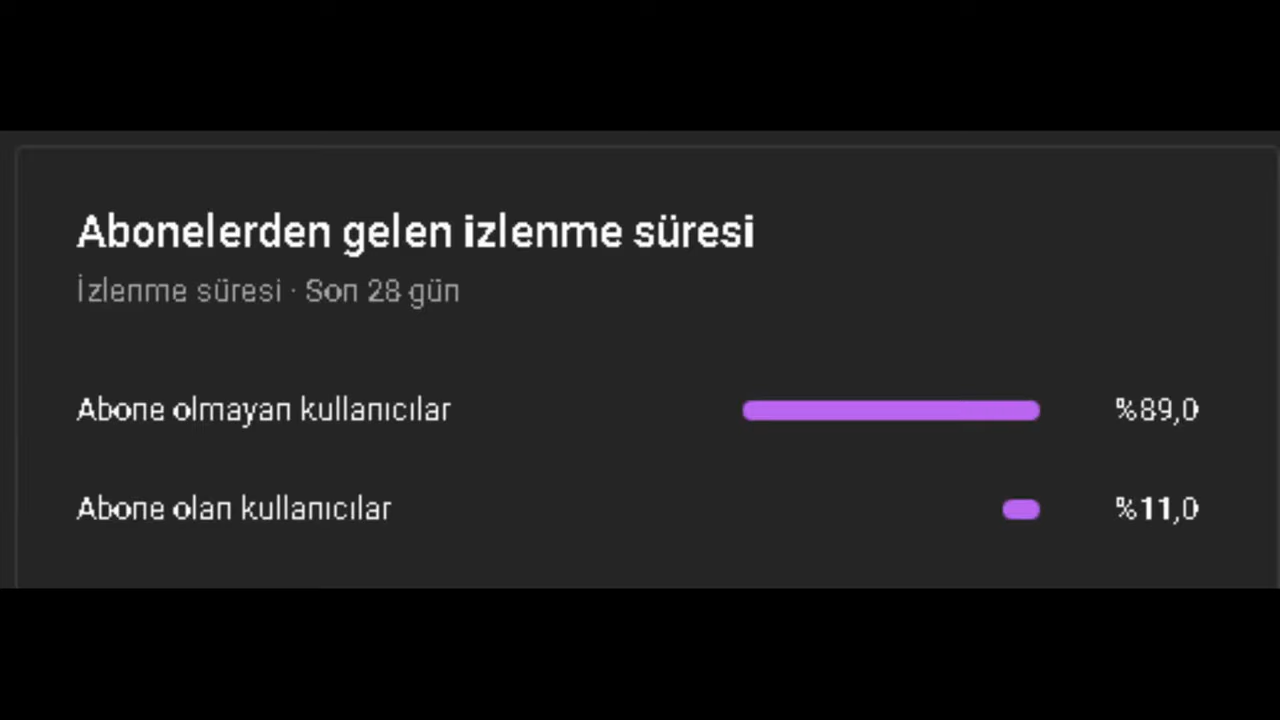 Abonelerden gelen izlenme süresi
İzlenme süresi · Son 28 gün
Abone olmayan kullanıcılar %89,0
Abone olan kullanıcılar %11,0